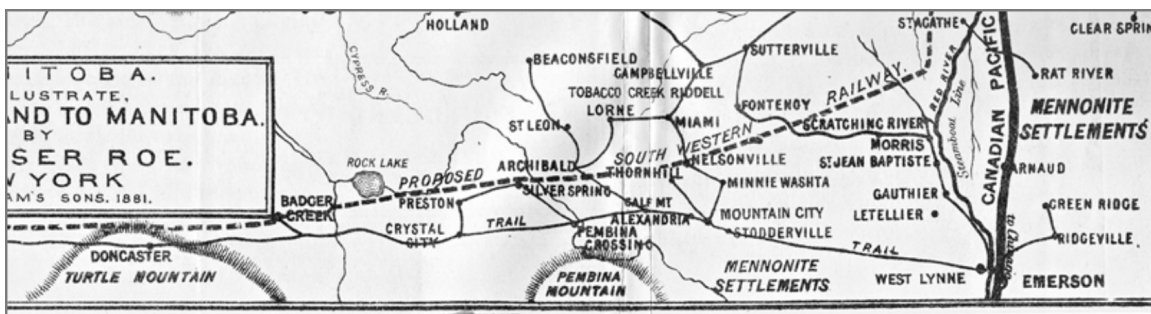 NITOBA.
LLUSTRATE,
AND TO MANITOBA.
BY
SER ROE.
W YORK
AM'S SONS. 1881.
HOLLAND
CYPRESS R.
BEACONSFIELD
CAMPBELLVILLE
SUTTERVILLE
STAGATHE
CLEAR SPRIN
RAT RIVER
TOBACCO CREEK RIDDELL
LORNE
MIAMI
FONTENOY
ST LEON
PROPOSED SOUTH WESTERN RAILWAY
RED RIVER
Steamboat Line
CANADIAN PACIFIC
MENNONITE
SETTLEMENTS
SCRATCHING RIVER
MORRIS
ST JEAN BAPTISTE
ARNAUD
ROCK LAKE
ARCHIBALD
THORNHILL
NELSONVILLE
SILVER SPRING
MINNIE WASHTA
PRESTON
BADGER
CREEK
GAUTHIER
LETELLIER
GREEN RIDGE
CALF MT
ALEXANDRIA
MOUNTAIN CITY
STODDERVILLE
CRYSTAL
CITY
TRAIL
PEMBINA
CROSSING
TRAIL
RIDGEVILLE
DONCASTER
TURTLE MOUNTAIN
PEMBINA
MOUNTAIN
MENNONITE
SETTLEMENTS
WEST LYNNE
EMERSON